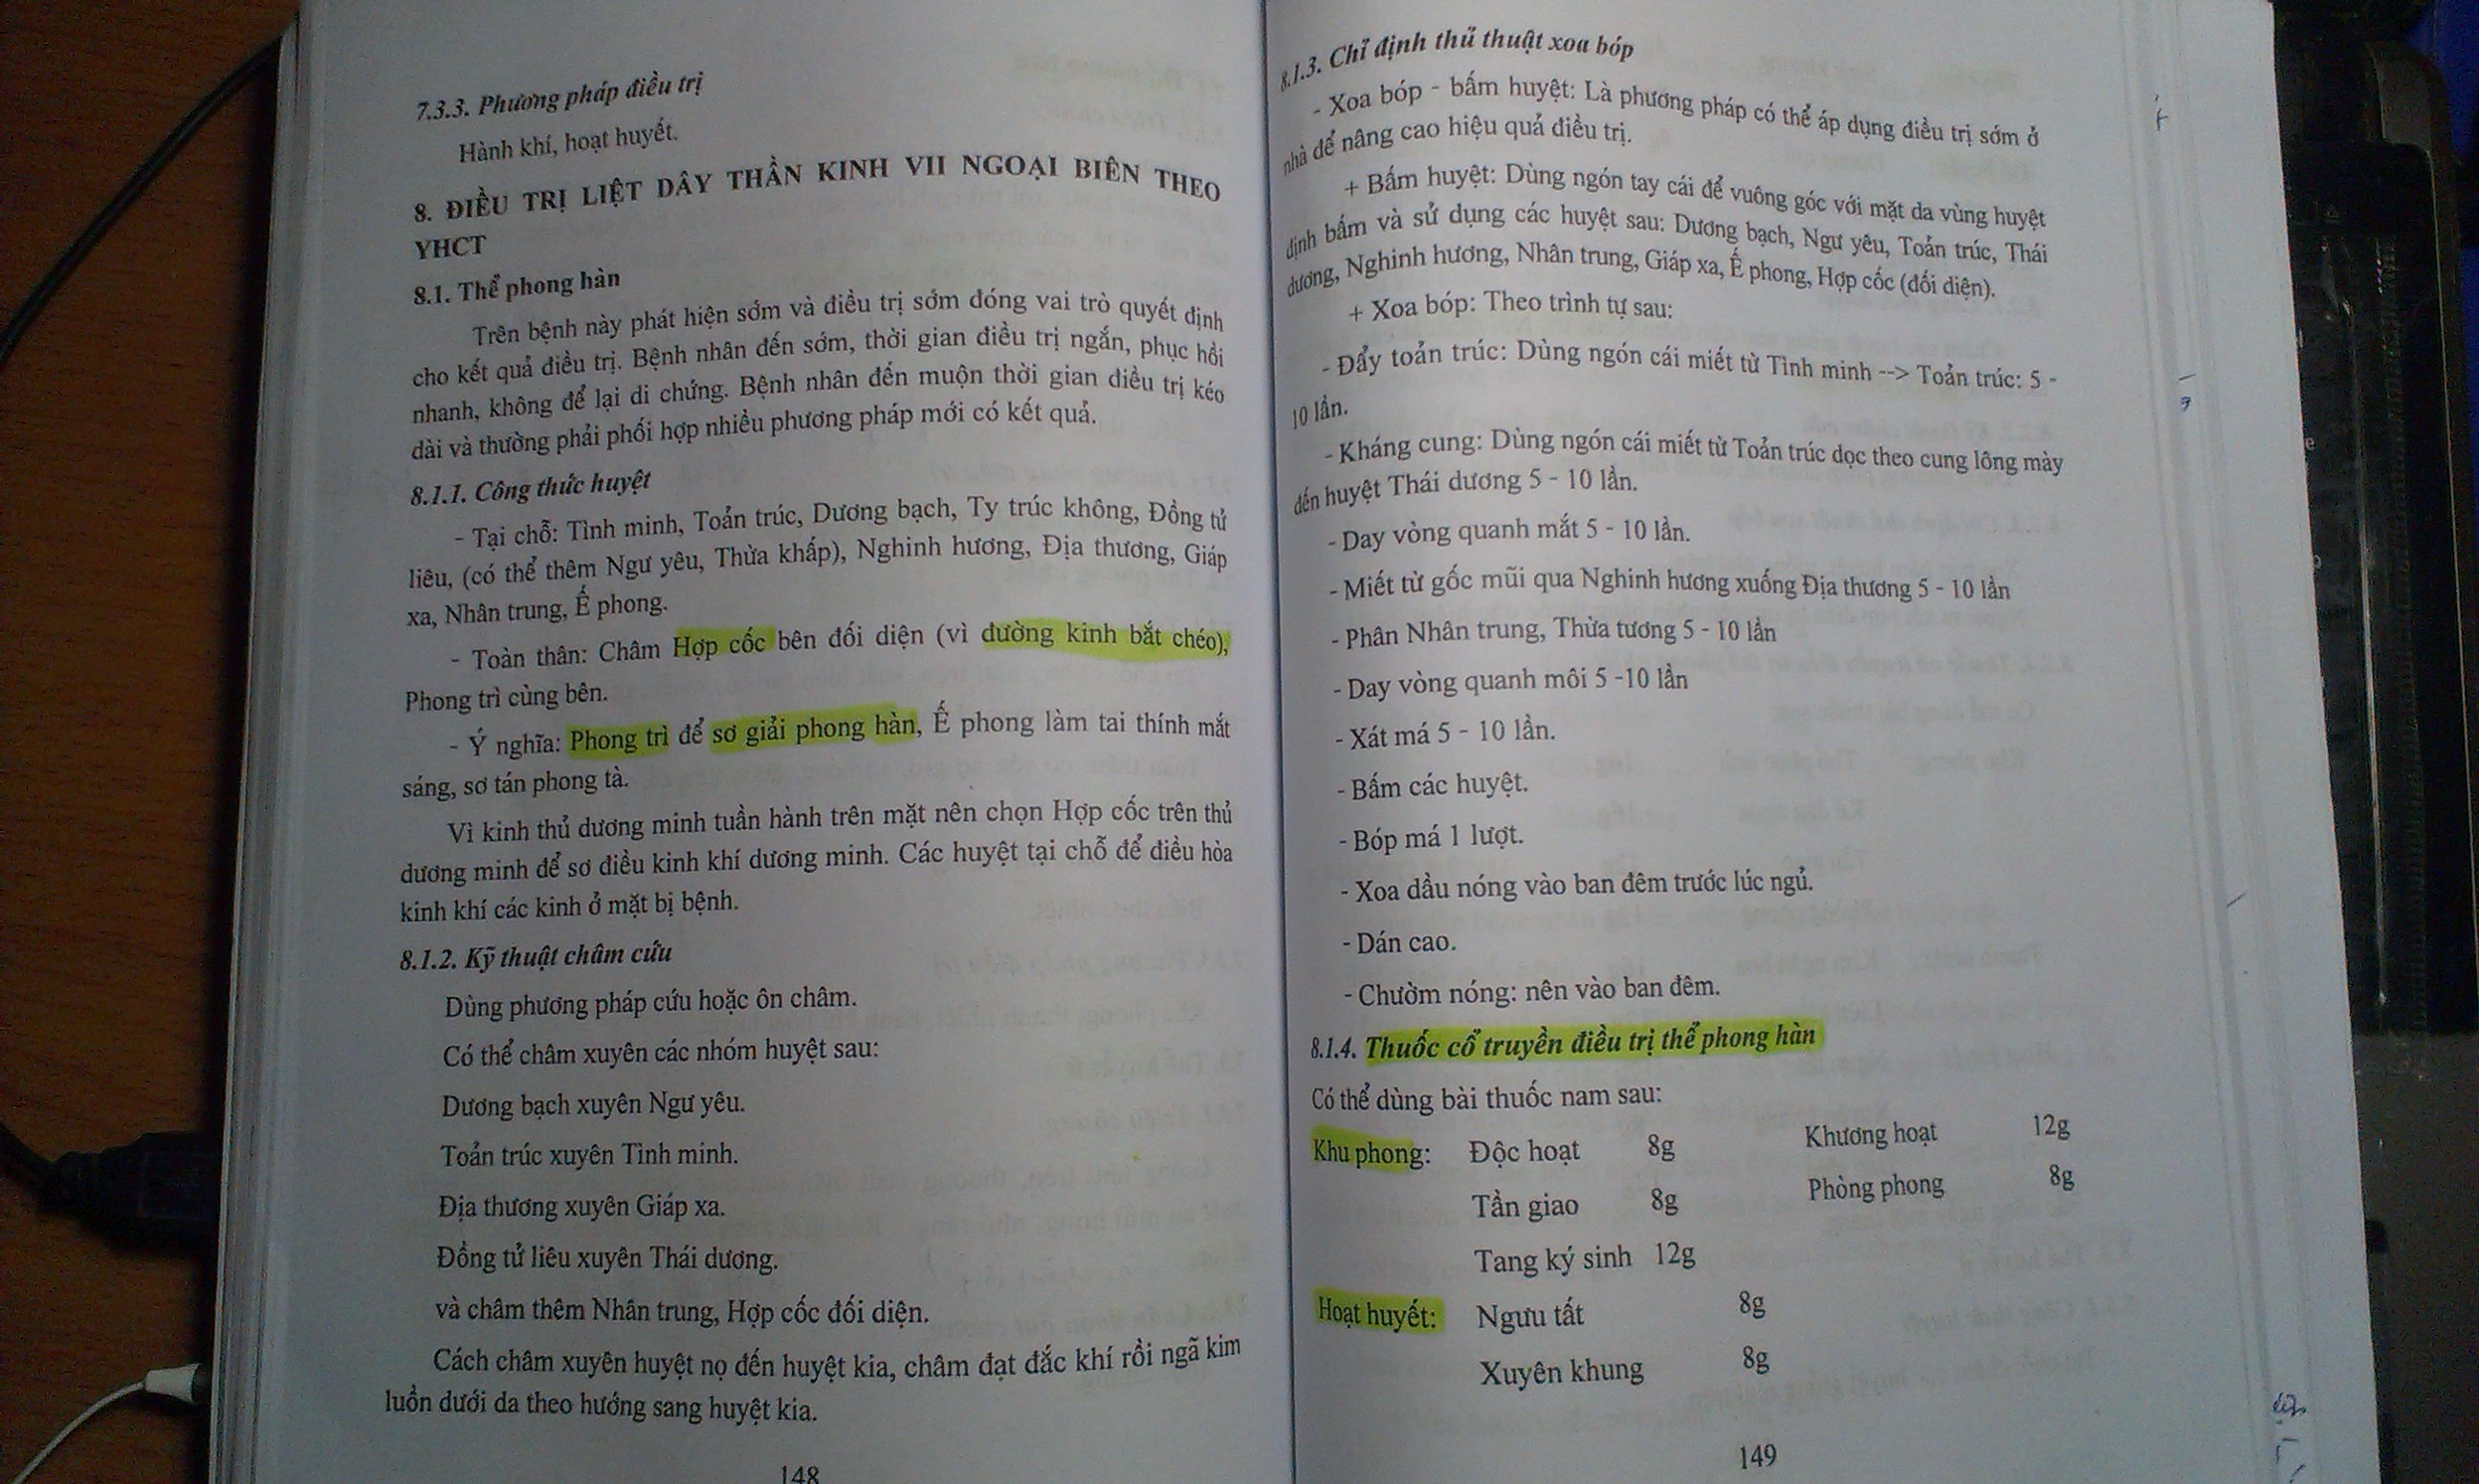 7.3.3. Phương pháp điều trị
Hành khí, hoạt huyết.
8. ĐIỀU TRỊ LIỆT DÂY THẦN KINH VII NGOẠI BIÊN THEO
YHCT
8.1. Thể phong hàn
Trên bệnh này phát hiện sớm và điều trị sớm đóng vai trò quyết định
cho kết quả điều trị. Bệnh nhân đến sớm, thời gian điều trị ngắn, phục hồi
nhanh, không để lại di chứng. Bệnh nhân đến muộn thời gian điều trị kéo
dài và thường phải phối hợp nhiều phương pháp mới có kết quả.
8.1.1. Công thức huyệt
- Tại chỗ: Tình minh, Toản trúc, Dương bạch, Ty trúc không, Đồng tử
liêu, (có thể thêm Ngư yêu, Thừa khấp), Nghinh hương, Địa thương, Giáp
xa, Nhân trung, Ế phong.
- Toàn thân: Châm Hợp cốc bên đối diện (vì đường kinh bắt chéo),
Phong trì cùng bên.
- Ý nghĩa: Phong trì để sơ giải phong hàn, Ế phong làm tai thính mắt
sáng, sơ tán phong tà.
Vì kinh thủ dương minh tuần hành trên mặt nên chọn Hợp cốc trên thủ
dương minh để sơ điều kinh khí dương minh. Các huyệt tại chỗ để điều hòa
kinh khí các kinh ở mặt bị bệnh.
8.1.2. Kỹ thuật châm cứu
Dùng phương pháp cứu hoặc ôn châm.
Có thể châm xuyên các nhóm huyệt sau:
Dương bạch xuyên Ngư yêu.
Toản trúc xuyên Tình minh.
Địa thương xuyên Giáp xa.
Đồng tử liêu xuyên Thái dương.
và châm thêm Nhân trung, Hợp cốc đối diện.
Cách châm xuyên huyệt nọ đến huyệt kia, châm đạt đắc khí rồi ngã kim
luồn dưới da theo hướng sang huyệt kia.
148
8.1.3. Chỉ định thủ thuật xoa bóp
- Xoa bóp - bấm huyệt: Là phương pháp có thể áp dụng điều trị sớm ở
nhà để nâng cao hiệu quả điều trị.
+ Bấm huyệt: Dùng ngón tay cái để vuông góc với mặt da vùng huyệt
định bấm và sử dụng các huyệt sau: Dương bạch, Ngư yêu, Toản trúc, Thái
dương, Nghinh hương, Nhân trung, Giáp xa, Ế phong, Hợp cốc (đối diện).
+ Xoa bóp: Theo trình tự sau:
- Đẩy toản trúc: Dùng ngón cái miết từ Tình minh --> Toản trúc: 5 -
10 lần.
- Kháng cung: Dùng ngón cái miết từ Toản trúc dọc theo cung lông mày
đến huyệt Thái dương 5 - 10 lần.
- Day vòng quanh mắt 5 - 10 lần.
- Miết từ gốc mũi qua Nghinh hương xuống Địa thương 5 - 10 lần
- Phân Nhân trung, Thừa tương 5 - 10 lần
- Day vòng quanh môi 5 -10 lần
- Xát má 5 - 10 lần.
- Bấm các huyệt.
- Bóp má 1 lượt.
- Xoa dầu nóng vào ban đêm trước lúc ngủ.
- Dán cao.
- Chườm nóng: nên vào ban đêm.
8.1.4. Thuốc cổ truyền điều trị thể phong hàn
Có thể dùng bài thuốc nam sau:
Khu phong: Độc hoạt 8g Khương hoạt 12g
Tần giao 8g Phòng phong 8g
Tang ký sinh 12g
Hoạt huyết: Ngưu tất 8g
Xuyên khung 8g
149